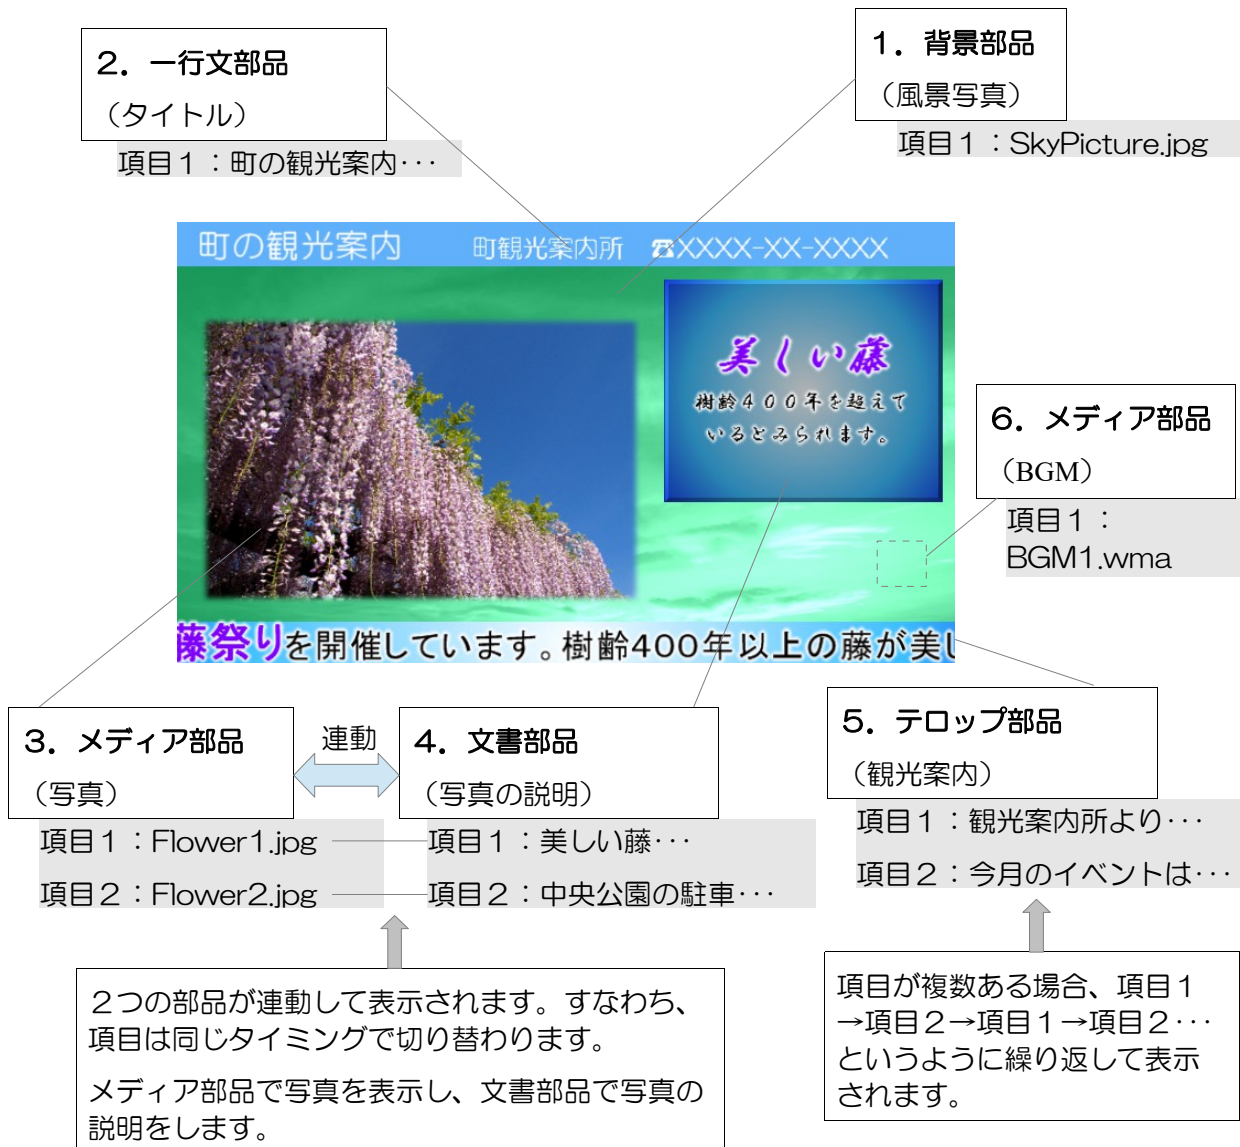 2．一行文部品
（タイトル）
項目1：町の観光案内･･･
1．背景部品
（風景写真）
項目1：SkyPicture.jpg
町の観光案内　町観光案内所　☎XXXX-XX-XXXX
美しい藤
樹齢４００年を超えて
いるとみられます。
6．メディア部品
（BGM）
項目1：
BGM1.wma
藤祭りを開催しています。樹齢400年以上の藤が美し
3．メディア部品
（写真）
項目1：Flower1.jpg
項目2：Flower2.jpg
連動
4．文書部品
（写真の説明）
項目1：美しい藤･･･
項目2：中央公園の駐車･･･
5．テロップ部品
（観光案内）
項目1：観光案内所より･･･
項目2：今月のイベントは･･･
２つの部品が連動して表示されます。すなわち、
項目は同じタイミングで切り替わります。
メディア部品で写真を表示し、文書部品で写真の
説明をします。
項目が複数ある場合、項目１
→項目２→項目１→項目２･･･
というように繰り返して表示
されます。